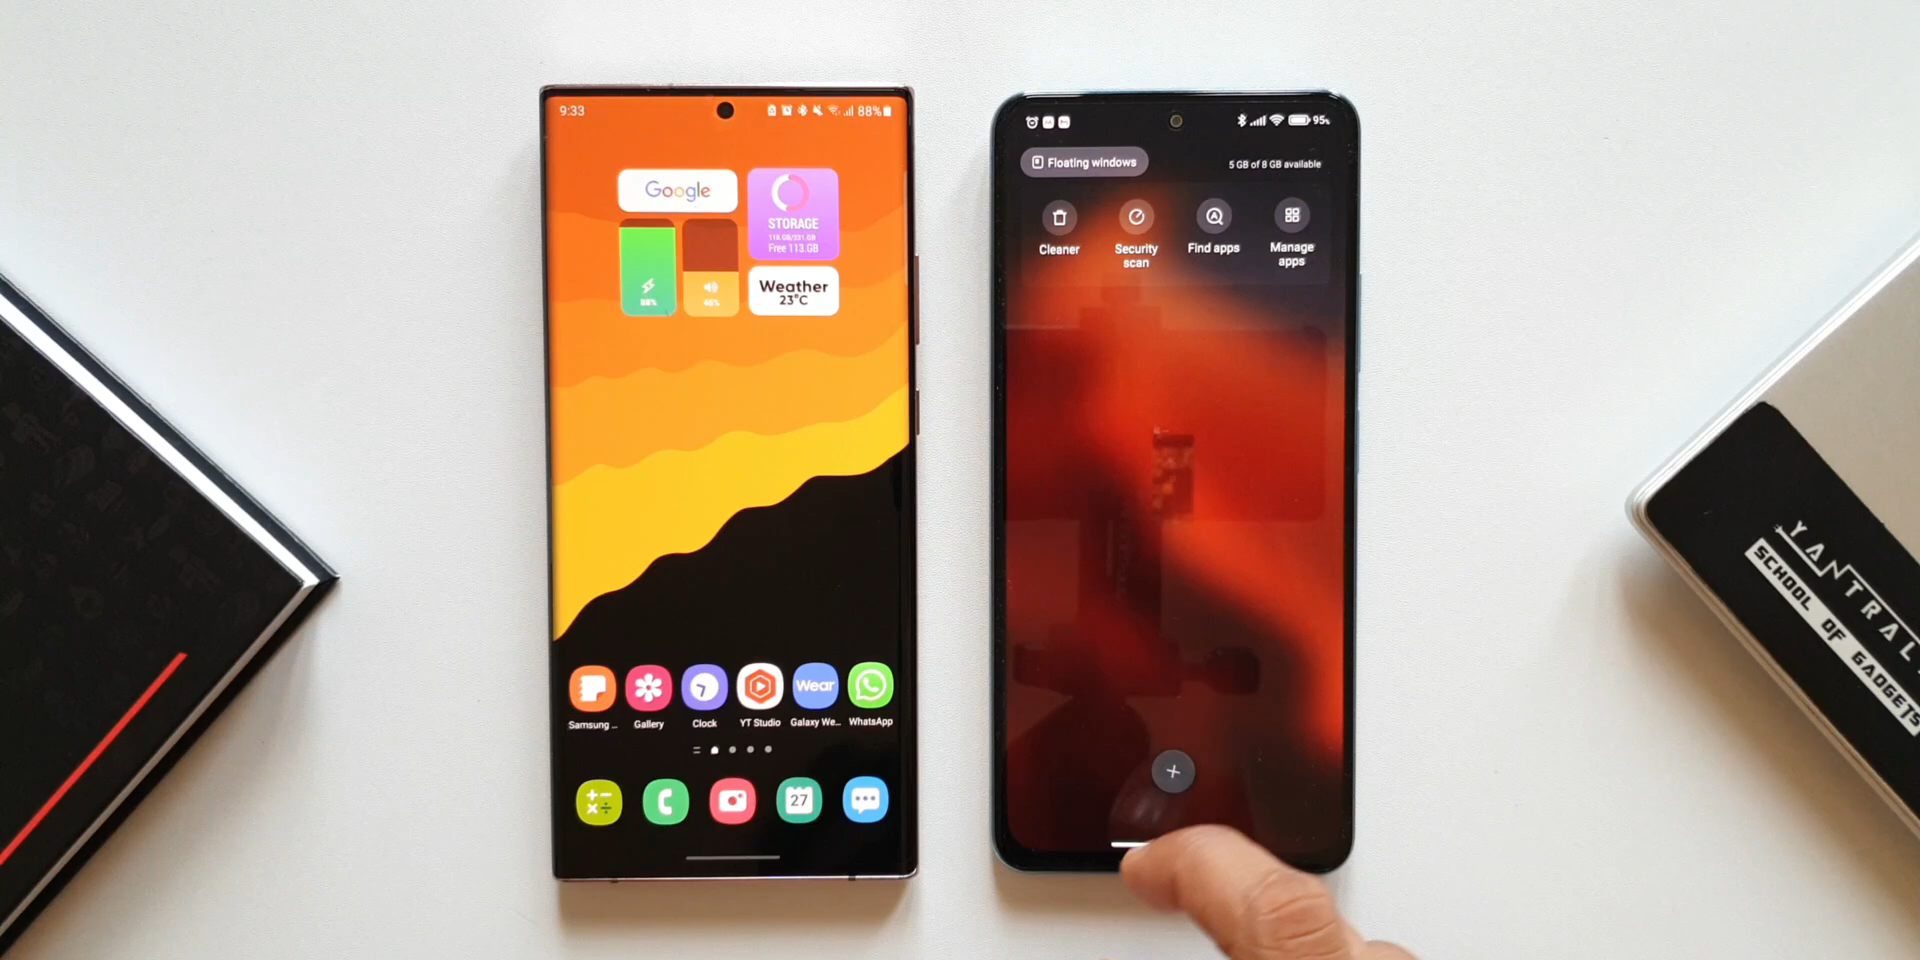 9:33
88%
Google
STORAGE
Free 113.GB
88%
46%
Weather
23°C
Samsung ...
Gallery
Clock
YT Studio
Galaxy We...
WhatsApp
Wear
27
95%
Floating windows
5 GB of 8 GB available
Cleaner
Security
scan
Find apps
Manage
apps
YANTRAL
SCHOOL OF GADGETS